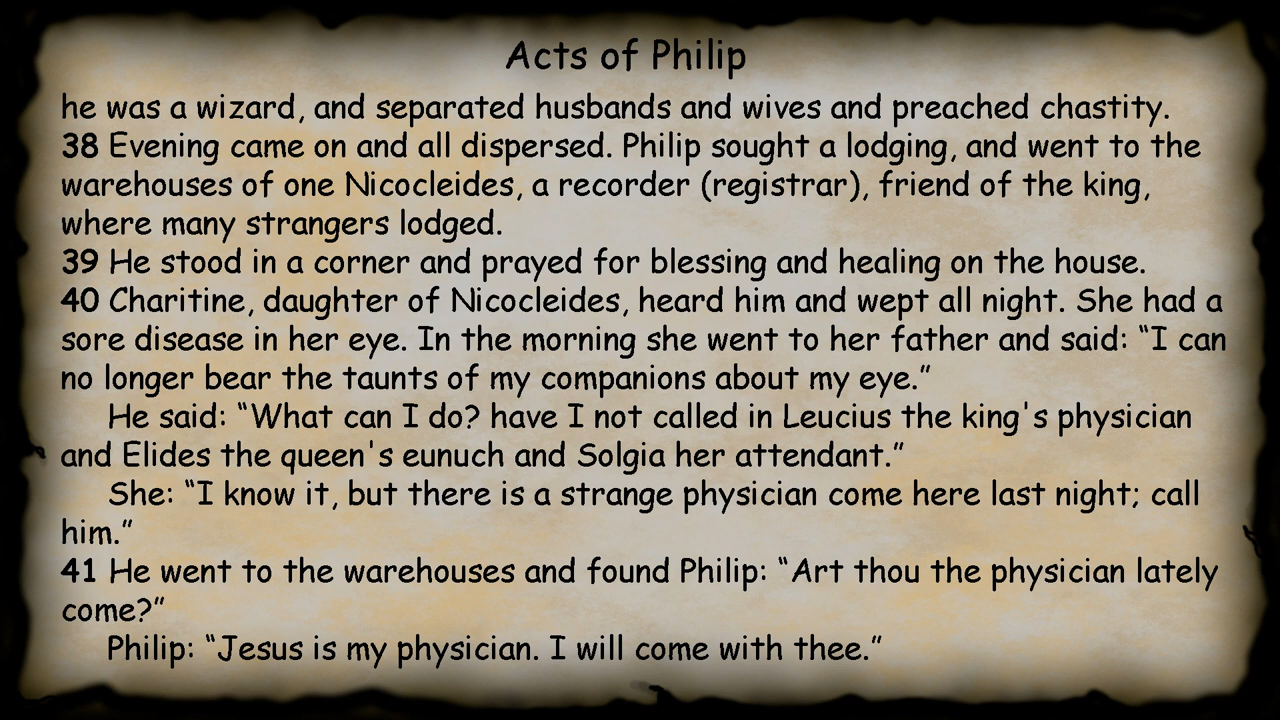 Acts of Philip
he was a wizard, and separated husbands and wives and preached chastity.
38 Evening came on and all dispersed. Philip sought a lodging, and went to the
warehouses of one Nicocleides, a recorder (registrar), friend of the king,
where many strangers lodged.
39 He stood in a corner and prayed for blessing and healing on the house.
40 Charitine, daughter of Nicocleides, heard him and wept all night. She had a
sore disease in her eye. In the morning she went to her father and said: “I can
no longer bear the taunts of my companions about my eye.”
He said: “What can I do? have I not called in Leucius the king's physician
and Elides the queen's eunuch and Solgia her attendant.”
She: “I know it, but there is a strange physician come here last night; call
him.”
41 He went to the warehouses and found Philip: “Art thou the physician lately
come?”
Philip: “Jesus is my physician. I will come with thee.”